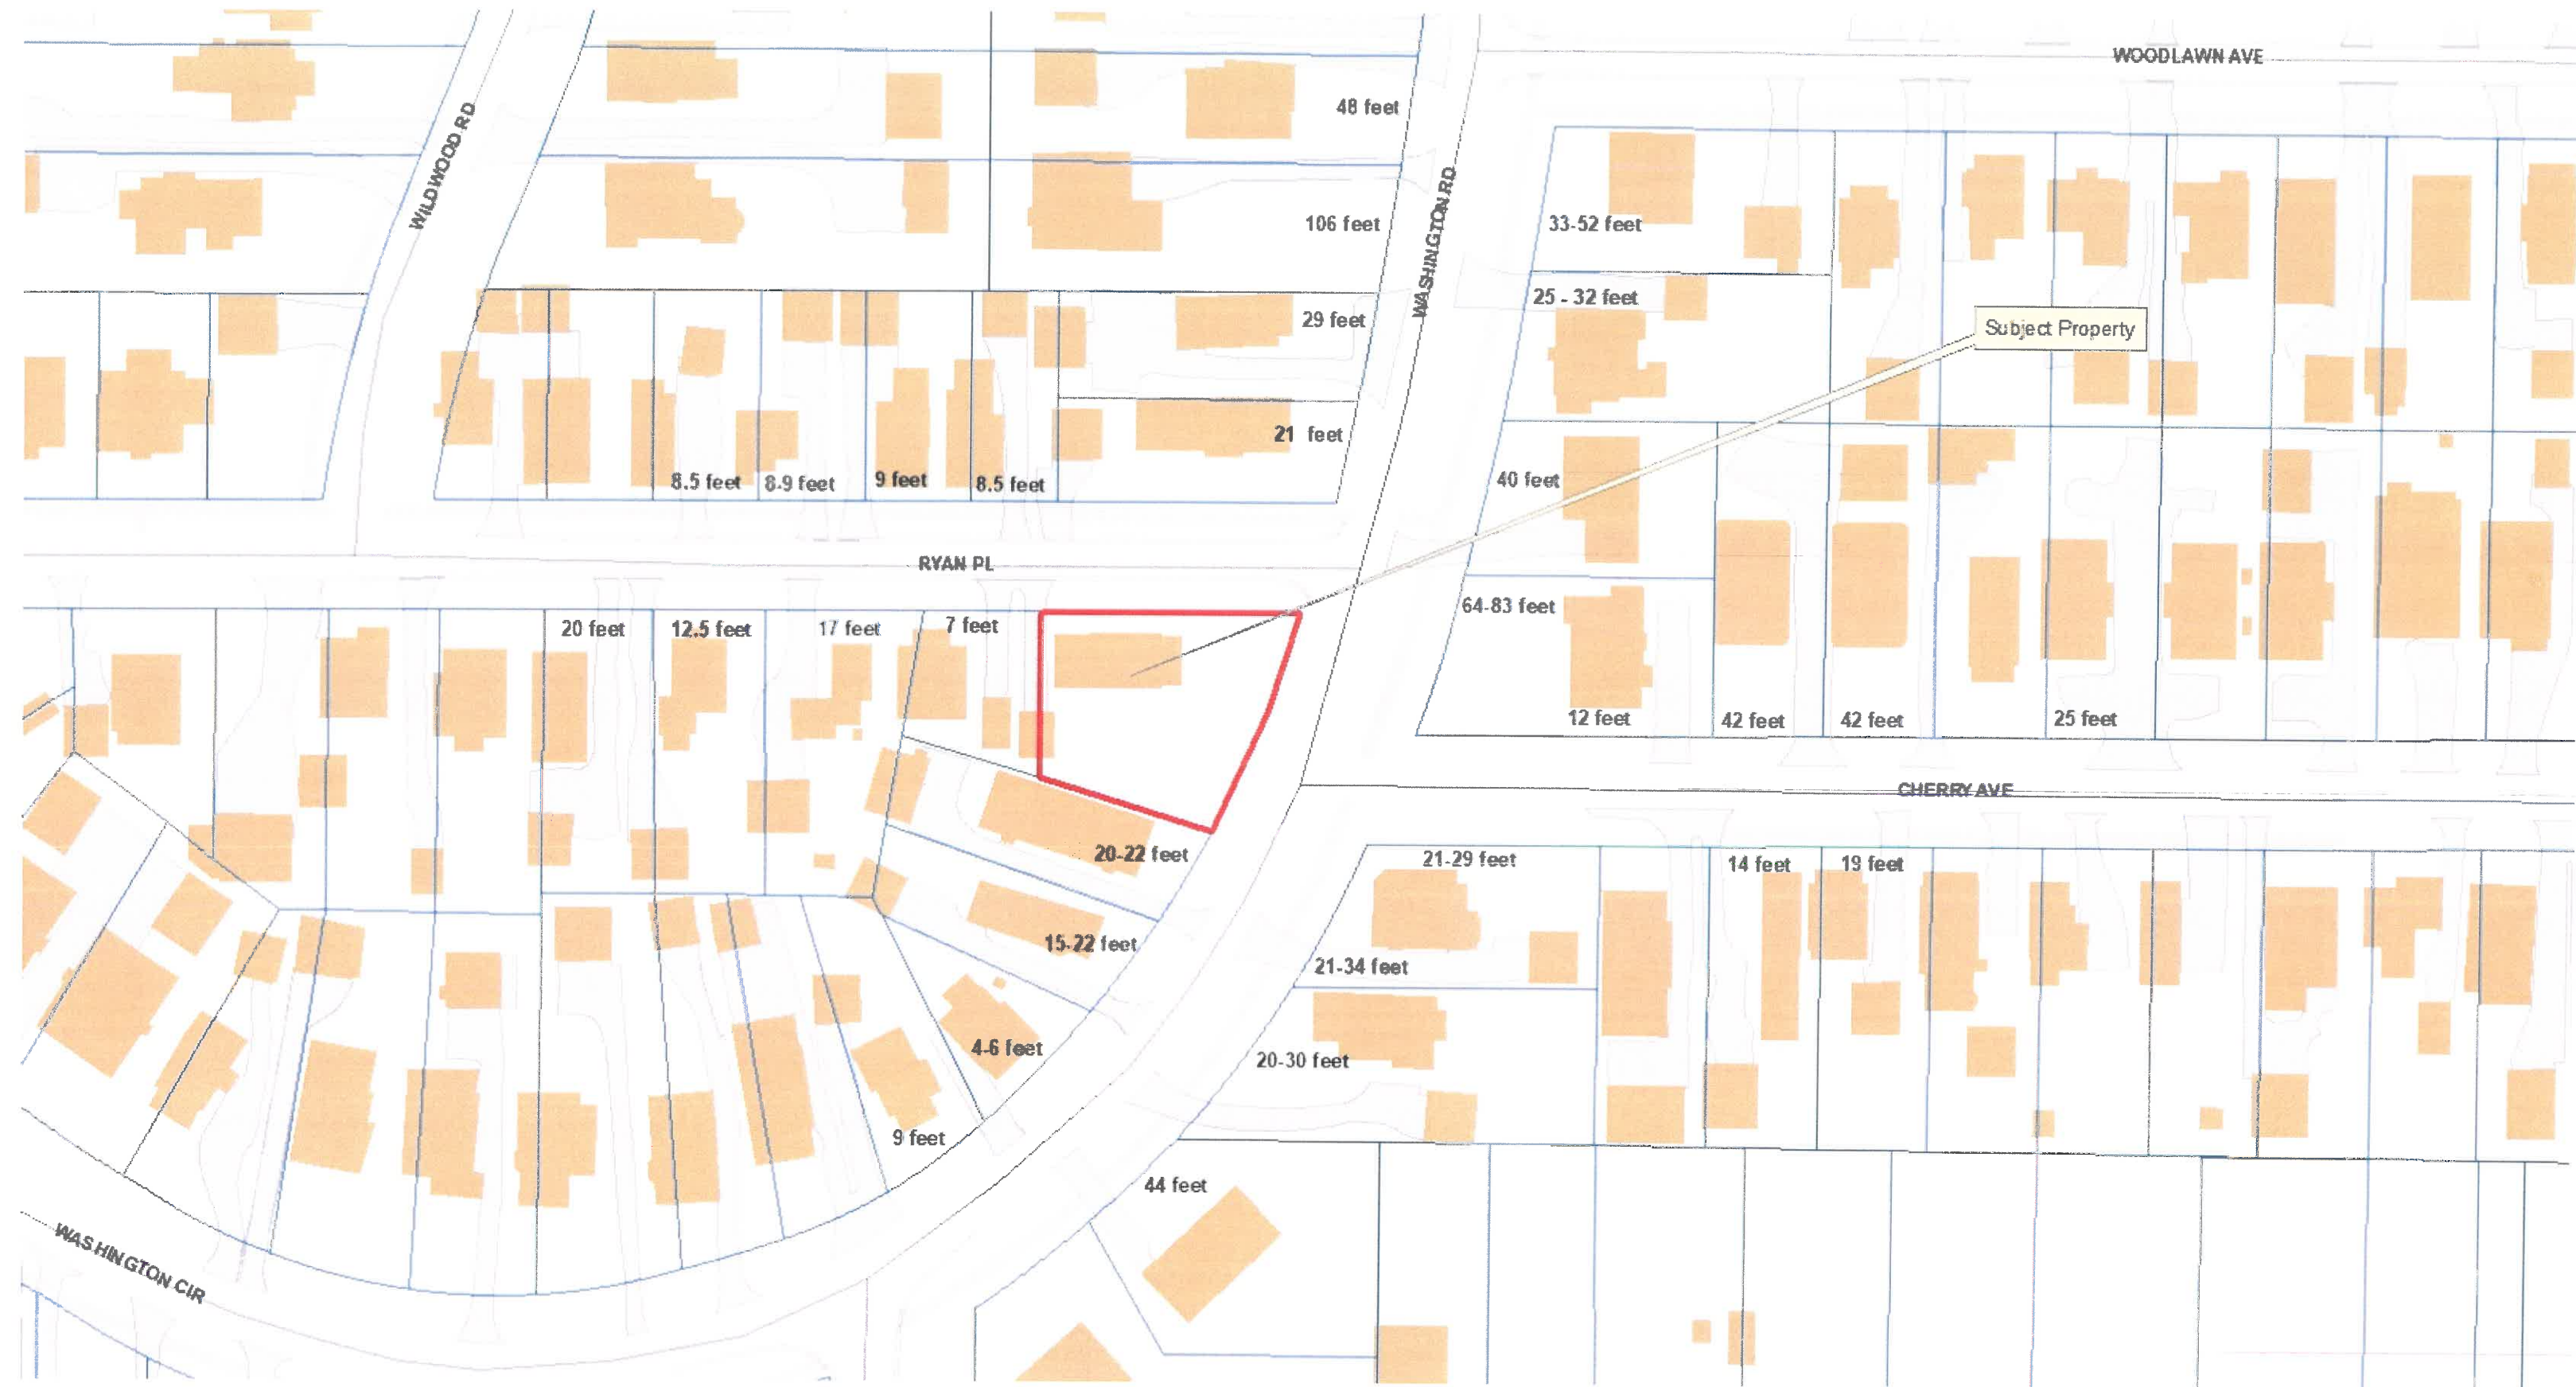 WOODLAWN AVE
48 feet
WILDWOOD RD
WASHINGTON RD
106 feet
33-52 feet
25 - 32 feet
29 feet
Subject Property
21 feet
8.5 feet
8-9 feet
9 feet
8.5 feet
40 feet
RYAN PL
64-83 feet
20 feet
12.5 feet
17 feet
7 feet
12 feet
42 feet
42 feet
25 feet
CHERRY AVE
20-22 feet
21-29 feet
14 feet
19 feet
15-22 feet
21-34 feet
4-6 feet
20-30 feet
9 feet
44 feet
WASHINGTON CIR